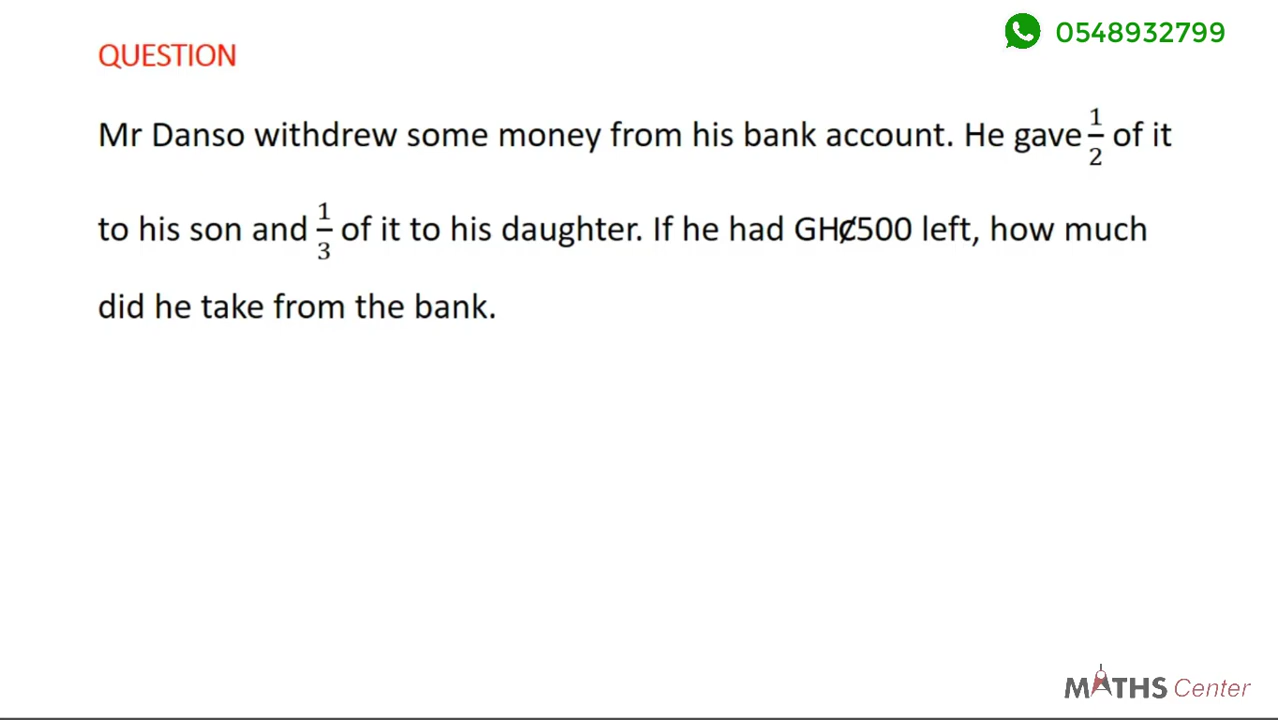 0548932799
QUESTION
Mr Danso withdrew some money from his bank account. He gave 1/2 of it
to his son and 1/3 of it to his daughter. If he had GH₵500 left, how much
did he take from the bank.
MATHS Center